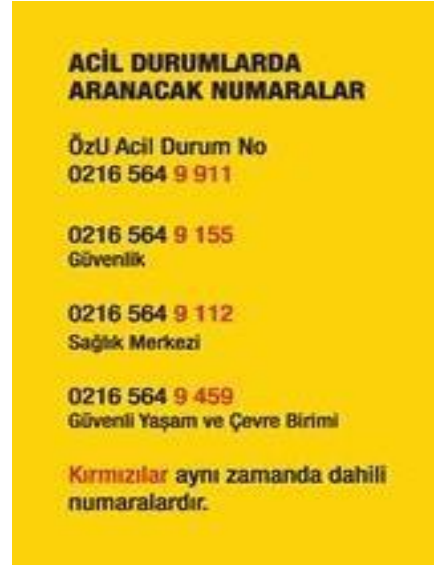 ACİL DURUMLARDA
ARANACAK NUMARALAR
ÖzU Acil Durum No
0216 564 9 911
0216 564 9 155
Güvenlik
0216 564 9 112
Sağlık Merkezi
0216 564 9 459
Güvenli Yaşam ve Çevre Birimi
Kırmızılar aynı zamanda dahili
numaralardır.